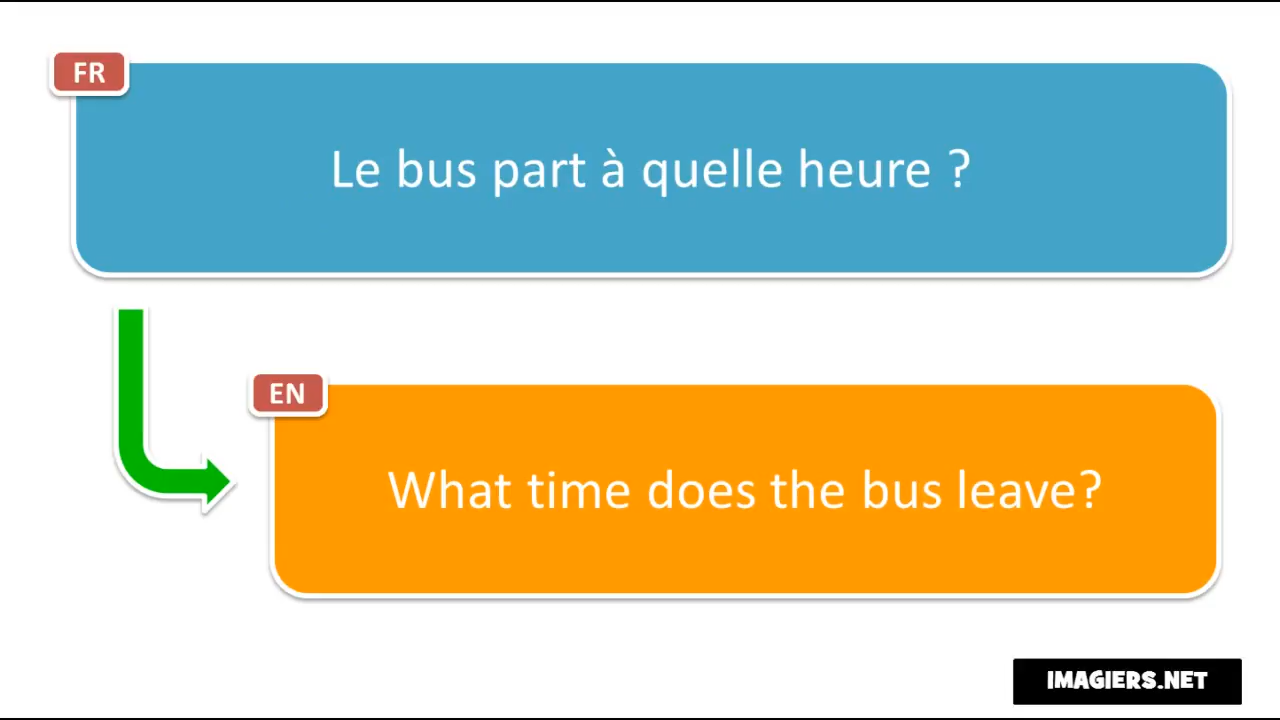 FR
Le bus part à quelle heure ?
EN
What time does the bus leave?
IMAGIERS.NET